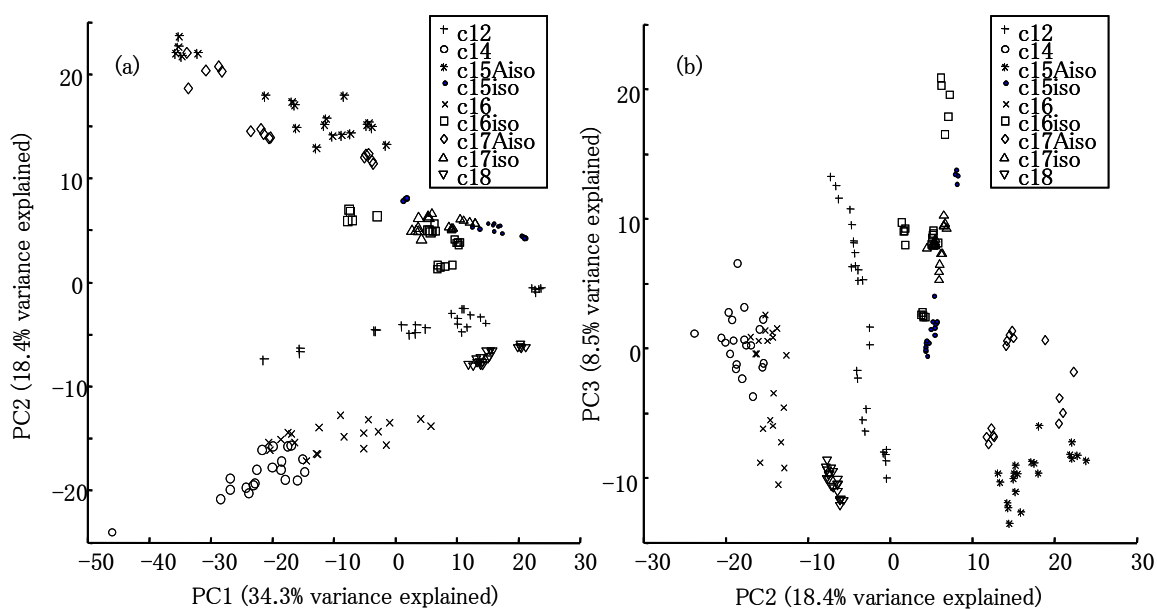 (a)
c12
c14
c15Aiso
c15iso
c16
c16iso
c17Aiso
c17iso
c18
20
10
0
−10
−20
PC2 (18.4% variance explained)
−50 −40 −30 −20 −10 0 10 20 30
PC1 (34.3% variance explained)
(b)
c12
c14
c15Aiso
c15iso
c16
c16iso
c17Aiso
c17iso
c18
20
10
0
−10
PC3 (8.5% variance explained)
−30 −20 −10 0 10 20 30
PC2 (18.4% variance explained)